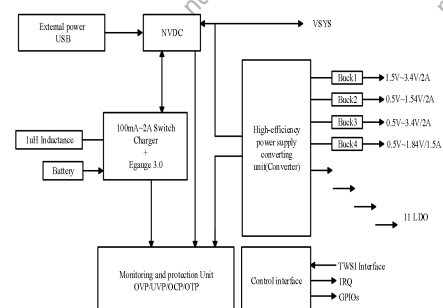 External power
USB
NVDC
VSYS
Buck1
1.5V~3.4V/2A
Buck2
0.5V~1.54V/2A
Buck3
0.5V~3.4V/2A
Buck4
0.5V~1.84V/1.5A
High-efficiency
power supply
converting
unit(Converter)
100mA~2A Switch
Charger
+
Egauge 3.0
1uH Inductance
Battery
11 LDO
Monitoring and protection Unit
OVP/UVP/OCP/OTP
Control interface
TWSI Interface
IRQ
GPIOs